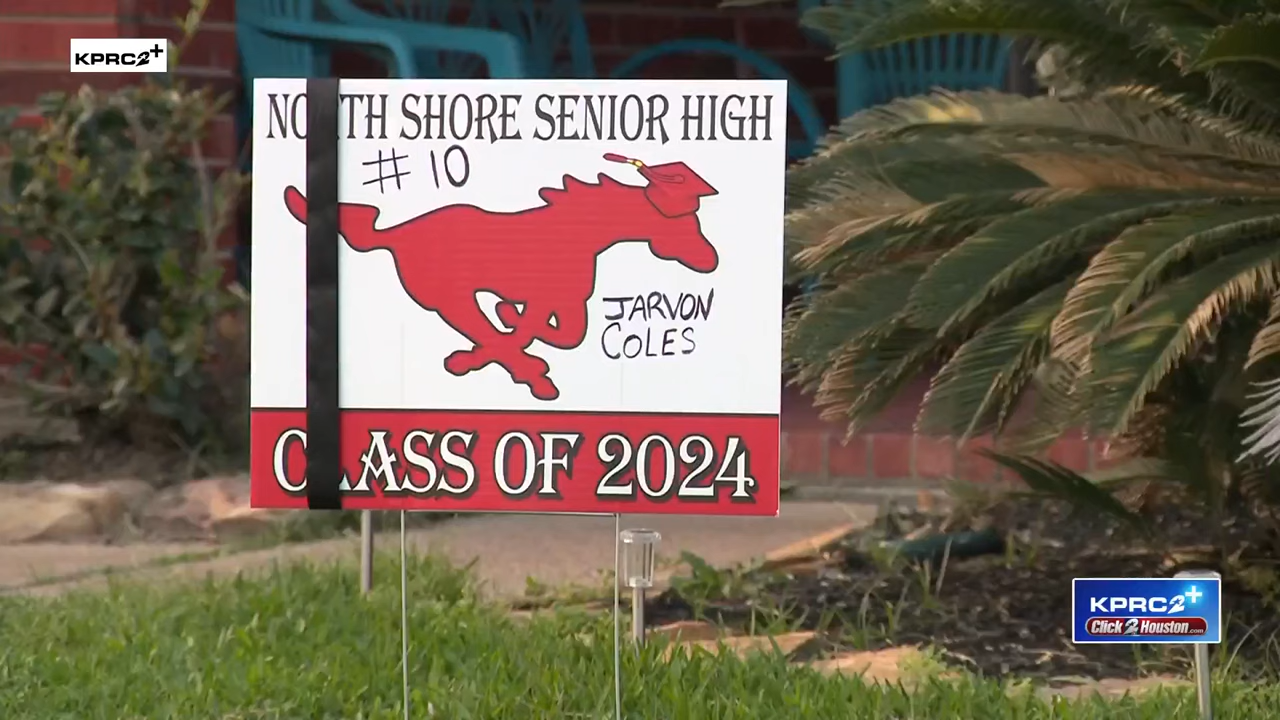 KPRC2+
NORTH SHORE SENIOR HIGH
# 10
JARVON
COLES
CLASS OF 2024
KPRC2+
Click2Houston.com